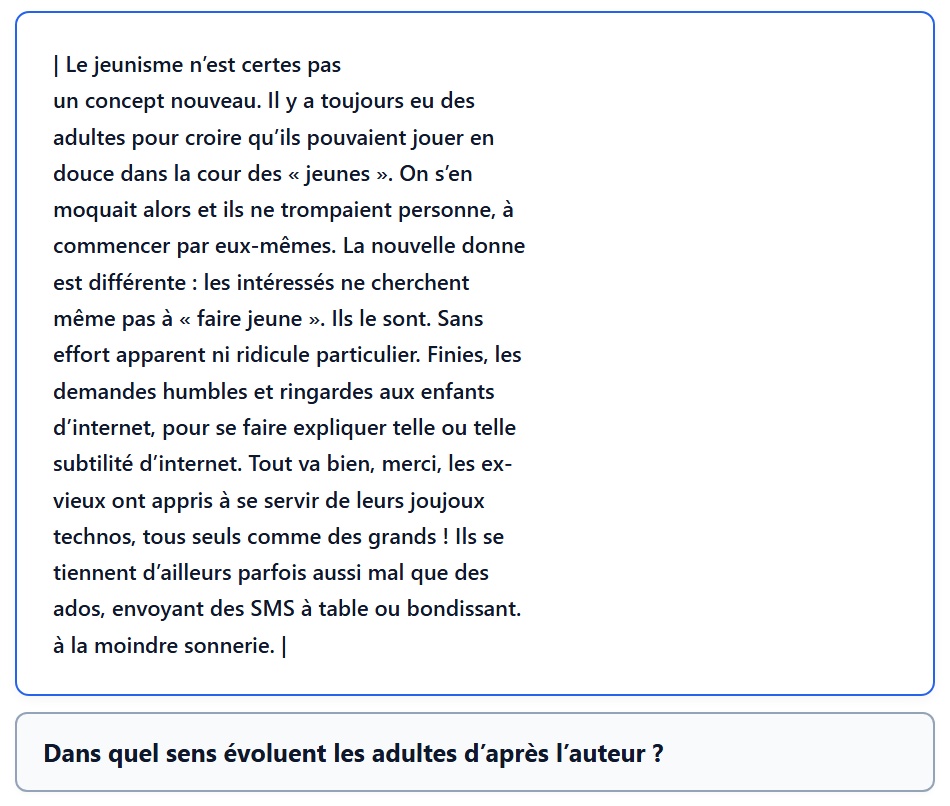 | Le jeunisme n’est certes pas
un concept nouveau. Il y a toujours eu des
adultes pour croire qu’ils pouvaient jouer en
douce dans la cour des « jeunes ». On s’en
moquait alors et ils ne trompaient personne, à
commencer par eux-mêmes. La nouvelle donne
est différente : les intéressés ne cherchent
même pas à « faire jeune ». Ils le sont. Sans
effort apparent ni ridicule particulier. Finies, les
demandes humbles et ringardes aux enfants
d’internet, pour se faire expliquer telle ou telle
subtilité d’internet. Tout va bien, merci, les ex-
vieux ont appris à se servir de leurs joujoux
technos, tous seuls comme des grands ! Ils se
tiennent d’ailleurs parfois aussi mal que des
ados, envoyant des SMS à table ou bondissant.
à la moindre sonnerie. |
Dans quel sens évoluent les adultes d’après l’auteur ?